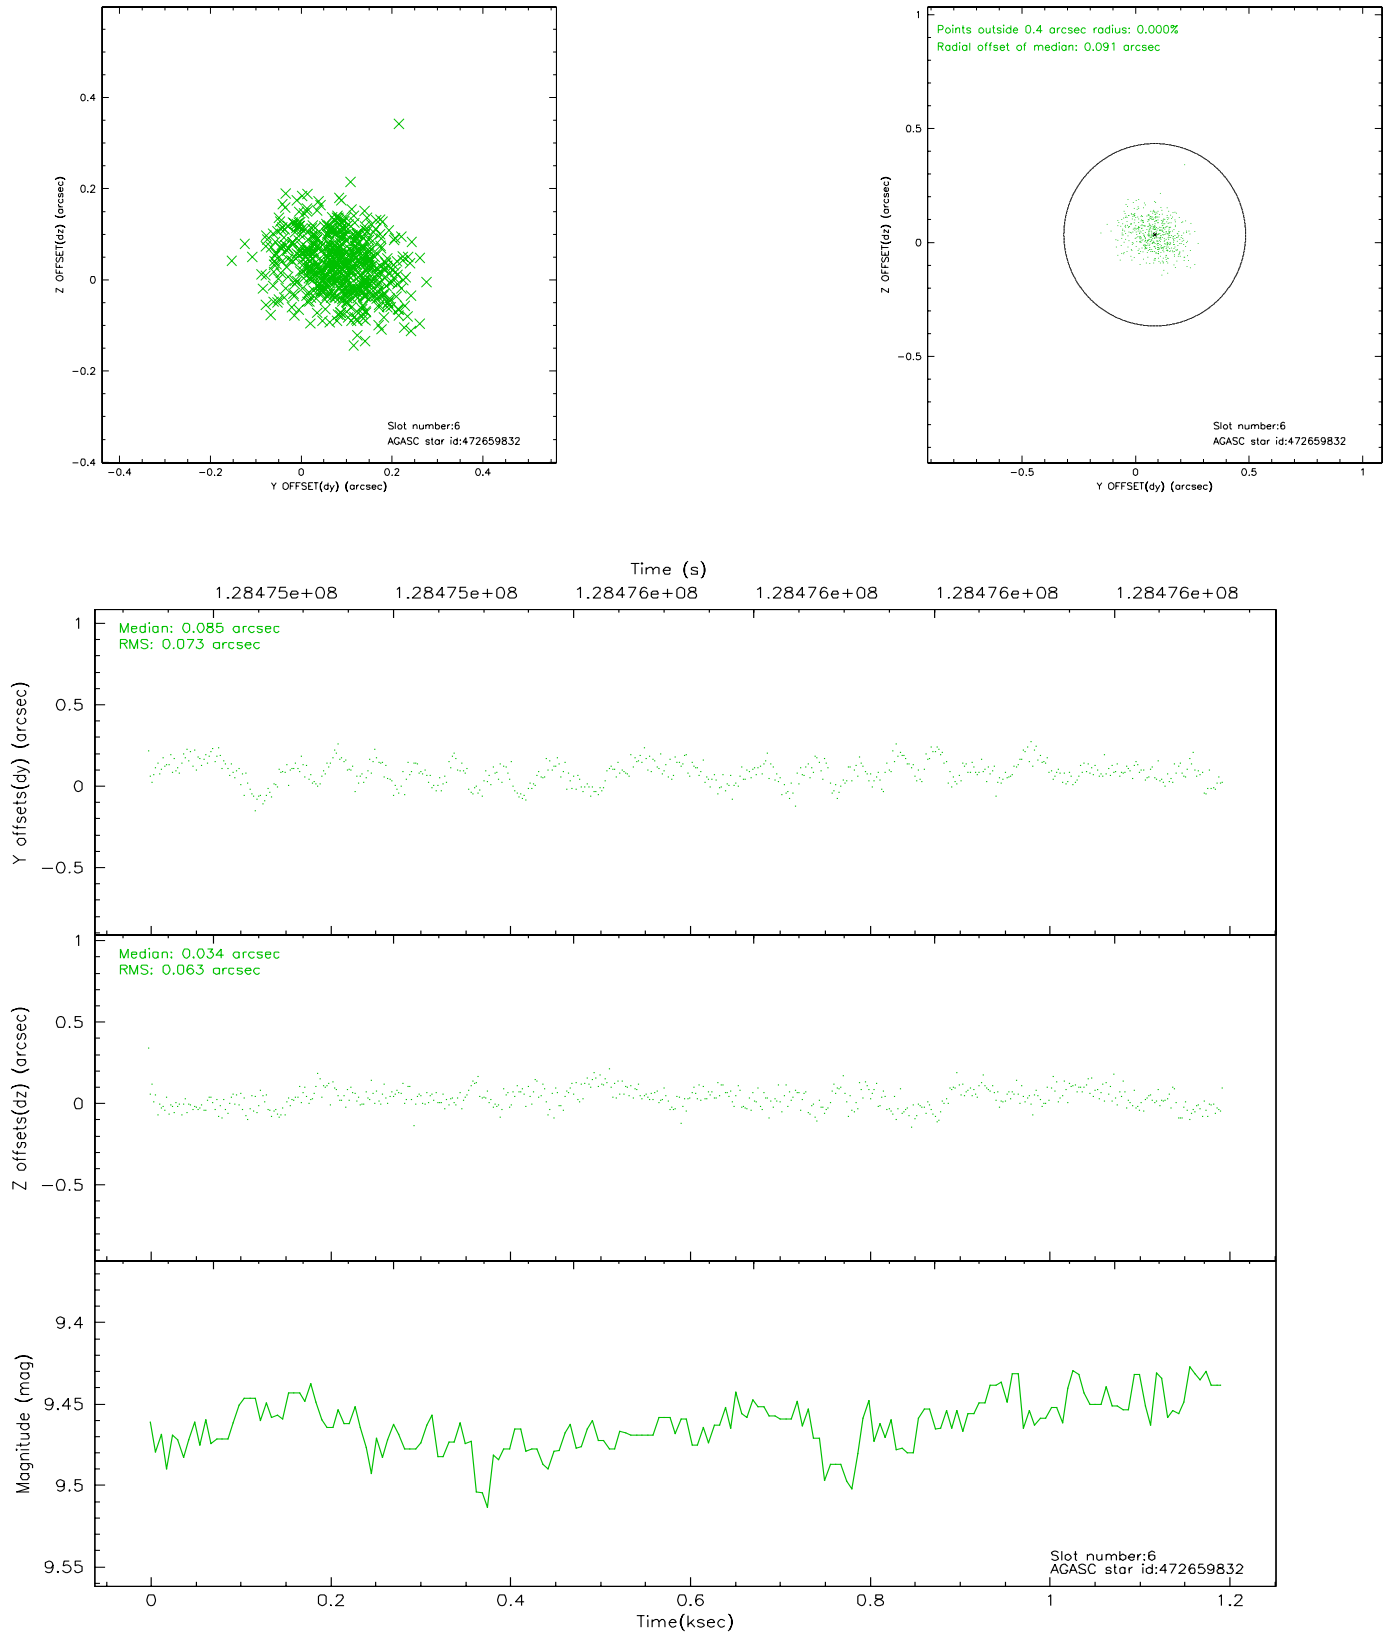 0.4
0.2
0
-0.2
-0.4
Z OFFSET(dz) (arcsec)
Slot number:6
AGASC star id:472659832
-0.4 -0.2 0 0.2 0.4
Y OFFSET(dy) (arcsec)
Points outside 0.4 arcsec radius: 0.000%
Radial offset of median: 0.091 arcsec
1
0.5
0
-0.5
Z OFFSET(dz) (arcsec)
Slot number:6
AGASC star id:472659832
-0.5 0 0.5 1
Y OFFSET(dy) (arcsec)
Time (s)
1.28475e+08 1.28475e+08 1.28476e+08 1.28476e+08 1.28476e+08 1.28476e+08
Median: 0.085 arcsec
RMS: 0.073 arcsec
1
0.5
0
-0.5
Y offsets(dy) (arcsec)
Median: 0.034 arcsec
RMS: 0.063 arcsec
1
0.5
0
-0.5
Z offsets(dz) (arcsec)
9.4
9.45
9.5
9.55
Magnitude (mag)
Slot number:6
AGASC star id:472659832
0 0.2 0.4 0.6 0.8 1 1.2
Time(ksec)